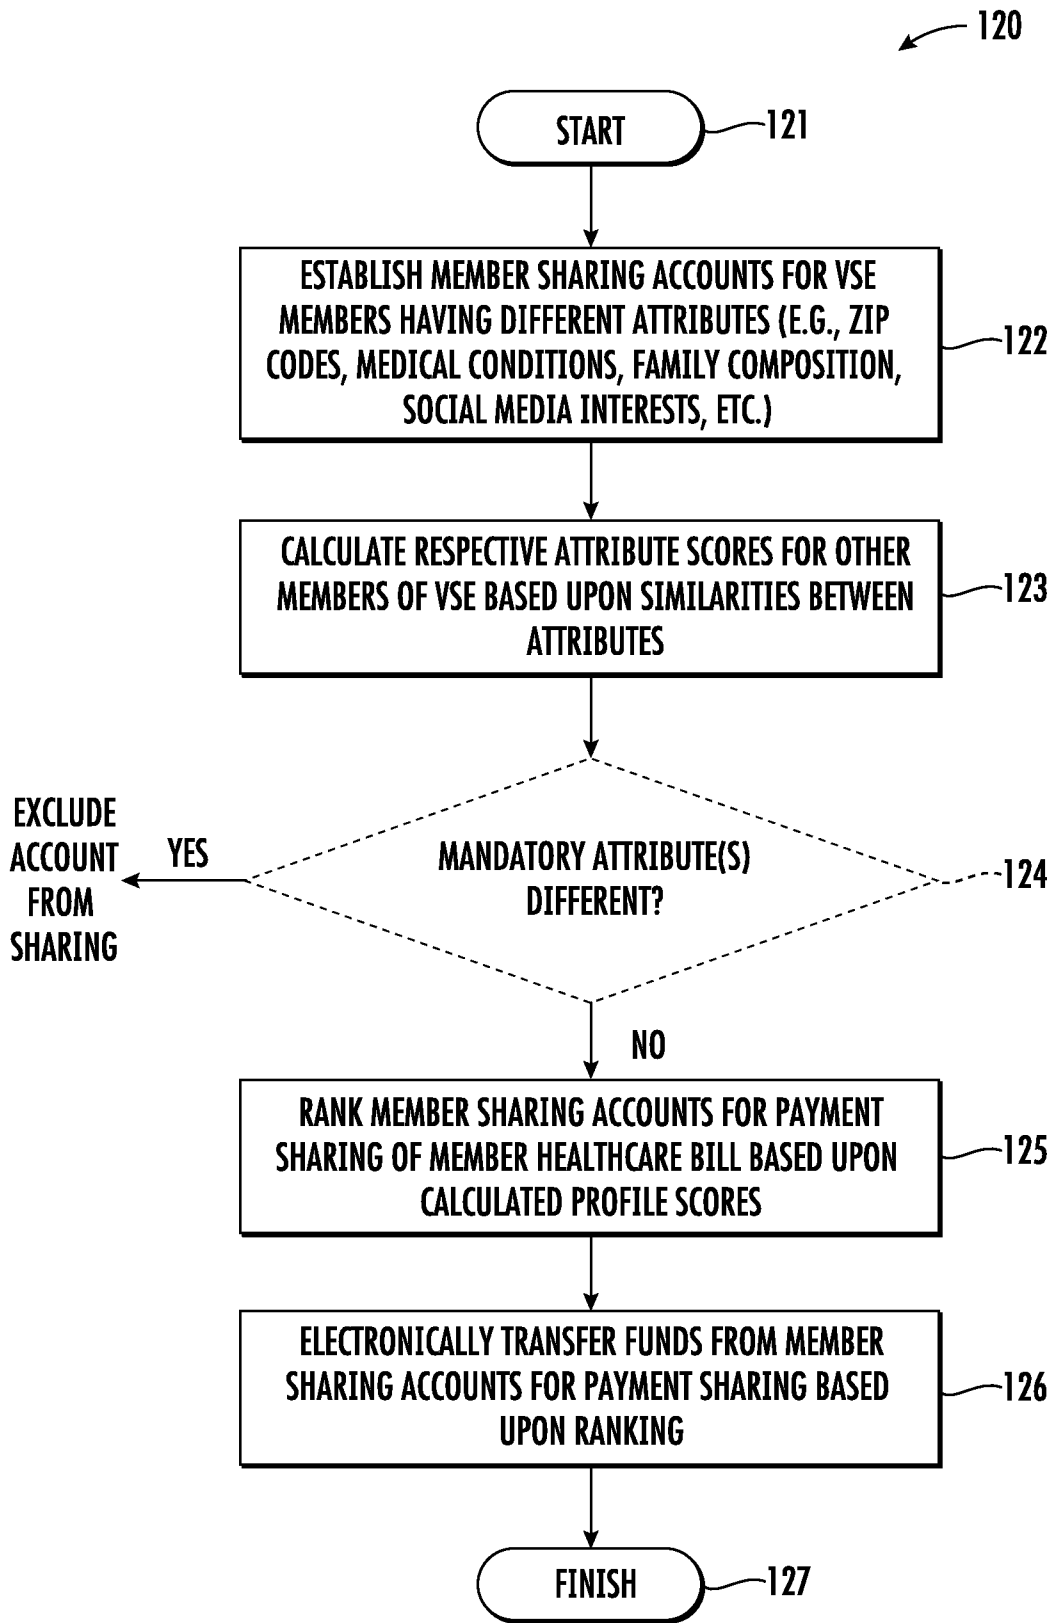 120
START
121
ESTABLISH MEMBER SHARING ACCOUNTS FOR VSE
MEMBERS HAVING DIFFERENT ATTRIBUTES (E.G., ZIP
CODES, MEDICAL CONDITIONS, FAMILY COMPOSITION,
SOCIAL MEDIA INTERESTS, ETC.)
122
CALCULATE RESPECTIVE ATTRIBUTE SCORES FOR OTHER
MEMBERS OF VSE BASED UPON SIMILARITIES BETWEEN
ATTRIBUTES
123
EXCLUDE
ACCOUNT
FROM
SHARING
YES
MANDATORY ATTRIBUTE(S)
DIFFERENT?
124
NO
RANK MEMBER SHARING ACCOUNTS FOR PAYMENT
SHARING OF MEMBER HEALTHCARE BILL BASED UPON
CALCULATED PROFILE SCORES
125
ELECTRONICALLY TRANSFER FUNDS FROM MEMBER
SHARING ACCOUNTS FOR PAYMENT SHARING BASED
UPON RANKING
126
FINISH
127